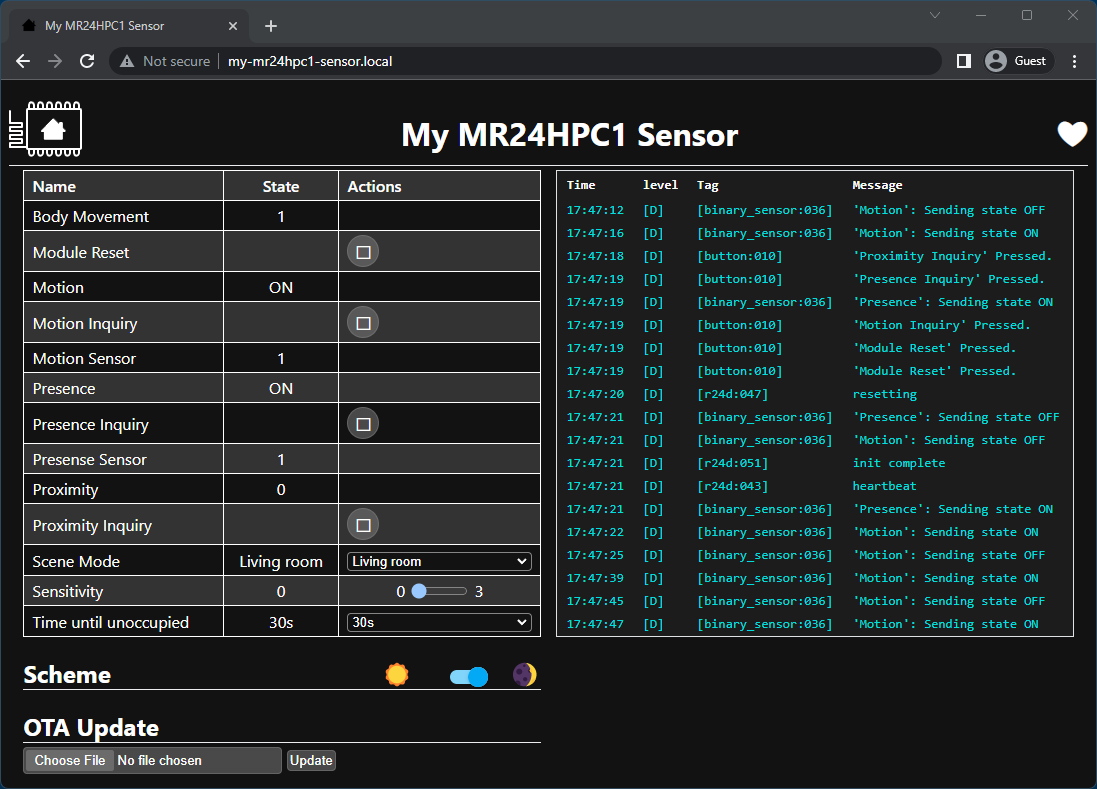 My MR24HPC1 Sensor
Not secure my-mr24hpc1-sensor.local Guest
My MR24HPC1 Sensor
Name State Actions
Body Movement 1
Module Reset
Motion ON
Motion Inquiry
Motion Sensor 1
Presence ON
Presence Inquiry
Presense Sensor 1
Proximity 0
Proximity Inquiry
Scene Mode Living room Living room
Sensitivity 0 0 3
Time until unoccupied 30s 30s
Time level Tag Message
17:47:12 [D] [binary_sensor:036] 'Motion': Sending state OFF
17:47:16 [D] [binary_sensor:036] 'Motion': Sending state ON
17:47:18 [D] [button:010] 'Proximity Inquiry' Pressed.
17:47:19 [D] [button:010] 'Presence Inquiry' Pressed.
17:47:19 [D] [binary_sensor:036] 'Presence': Sending state ON
17:47:19 [D] [button:010] 'Motion Inquiry' Pressed.
17:47:19 [D] [button:010] 'Module Reset' Pressed.
17:47:19 [D] [button:010] 'Module Reset' Pressed.
17:47:20 [D] [r24d:047] resetting
17:47:21 [D] [binary_sensor:036] 'Presence': Sending state OFF
17:47:21 [D] [binary_sensor:036] 'Motion': Sending state OFF
17:47:21 [D] [r24d:051] init complete
17:47:21 [D] [r24d:043] heartbeat
17:47:21 [D] [binary_sensor:036] 'Presence': Sending state ON
17:47:22 [D] [binary_sensor:036] 'Motion': Sending state ON
17:47:25 [D] [binary_sensor:036] 'Motion': Sending state OFF
17:47:39 [D] [binary_sensor:036] 'Motion': Sending state ON
17:47:45 [D] [binary_sensor:036] 'Motion': Sending state OFF
17:47:47 [D] [binary_sensor:036] 'Motion': Sending state ON
Scheme
OTA Update
Choose File No file chosen Update